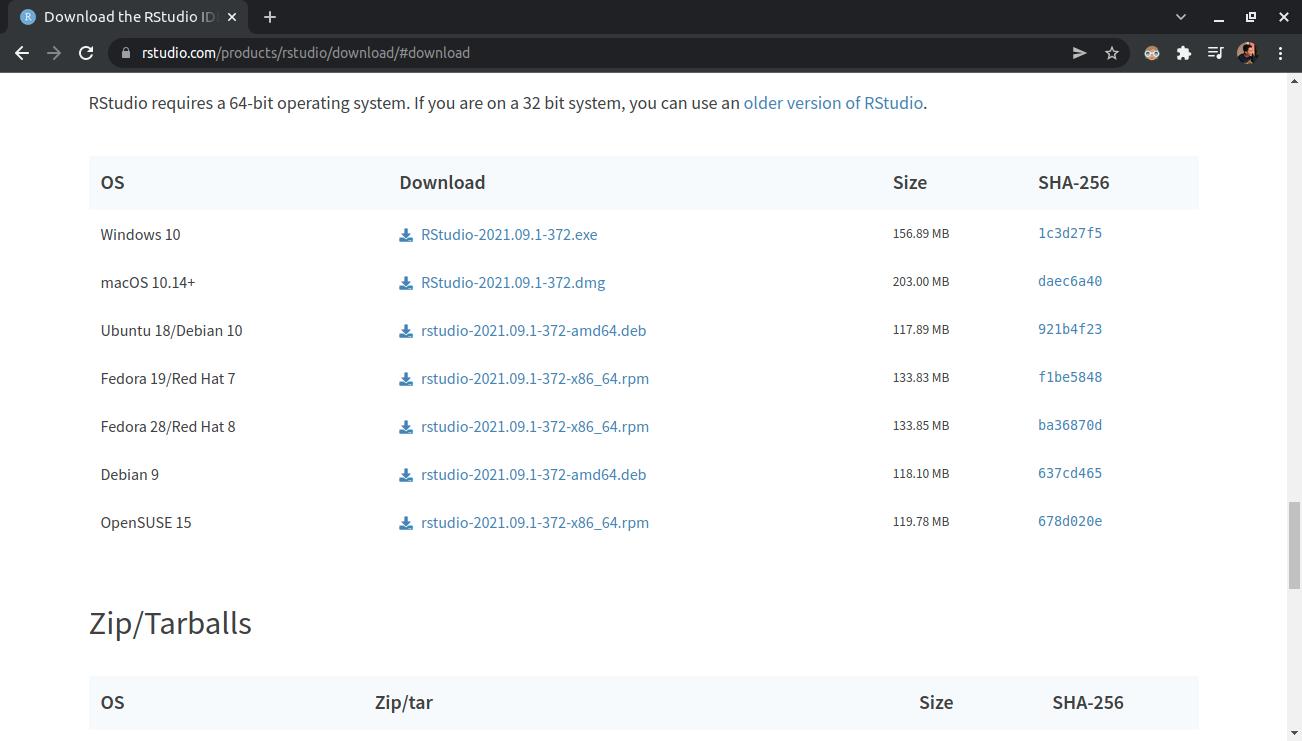 Download the RStudio ID
rstudio.com/products/rstudio/download/#download
RStudio requires a 64-bit operating system. If you are on a 32 bit system, you can use an older version of RStudio.
OS Download Size SHA-256
Windows 10 RStudio-2021.09.1-372.exe 156.89 MB 1c3d27f5
macOS 10.14+ RStudio-2021.09.1-372.dmg 203.00 MB daec6a40
Ubuntu 18/Debian 10 rstudio-2021.09.1-372-amd64.deb 117.89 MB 921b4f23
Fedora 19/Red Hat 7 rstudio-2021.09.1-372-x86_64.rpm 133.83 MB f1be5848
Fedora 28/Red Hat 8 rstudio-2021.09.1-372-x86_64.rpm 133.85 MB ba36870d
Debian 9 rstudio-2021.09.1-372-amd64.deb 118.10 MB 637cd465
OpenSUSE 15 rstudio-2021.09.1-372-x86_64.rpm 119.78 MB 678d020e
Zip/Tarballs
OS Zip/tar Size SHA-256